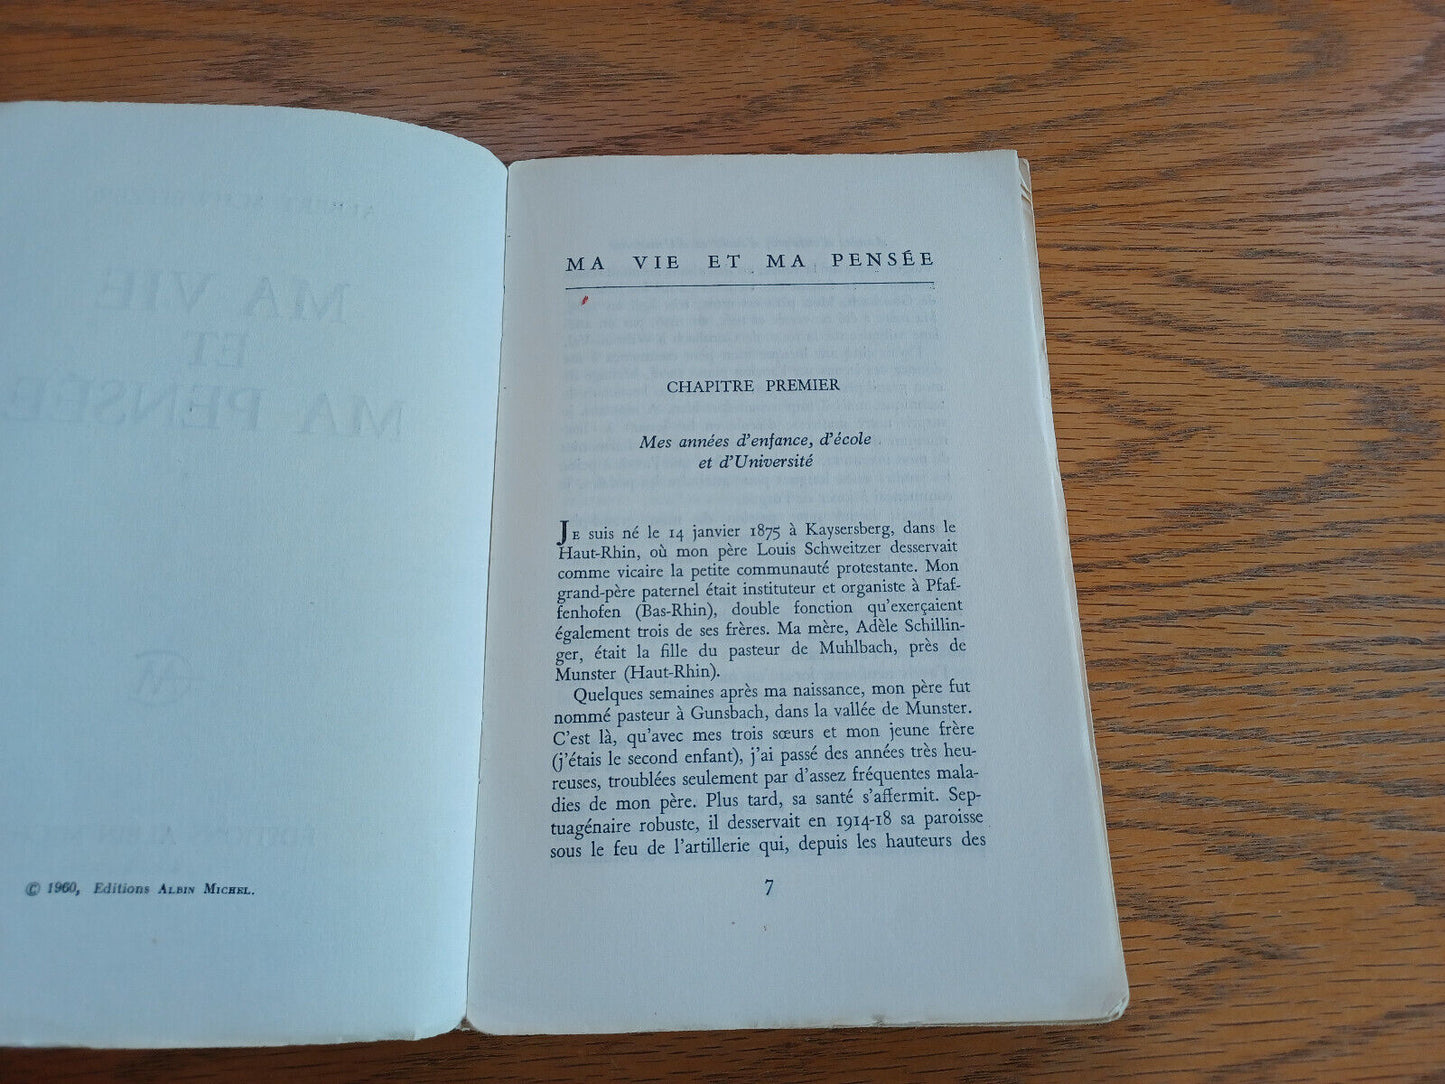 © 1960, Editions ALBIN MICHEL.
MA VIE ET MA PENSÉE
CHAPITRE PREMIER
Mes années d'enfance, d'école
et d'Université
JE suis né le 14 janvier 1875 à Kaysersberg, dans le
Haut-Rhin, où mon père Louis Schweitzer desservait
comme vicaire la petite communauté protestante. Mon
grand-père paternel était instituteur et organiste à Pfaf-
fenhofen (Bas-Rhin), double fonction qu'exerçaient
également trois de ses frères. Ma mère, Adèle Schillin-
ger, était la fille du pasteur de Muhlbach, près de
Munster (Haut-Rhin).
Quelques semaines après ma naissance, mon père fut
nommé pasteur à Gunsbach, dans la vallée de Munster.
C'est là, qu'avec mes trois sœurs et mon jeune frère
(j'étais le second enfant), j'ai passé des années très heu-
reuses, troublées seulement par d'assez fréquentes mala-
dies de mon père. Plus tard, sa santé s'affermit. Sep-
tuagénaire robuste, il desservait en 1914-18 sa paroisse
sous le feu de l'artillerie qui, depuis les hauteurs des
7